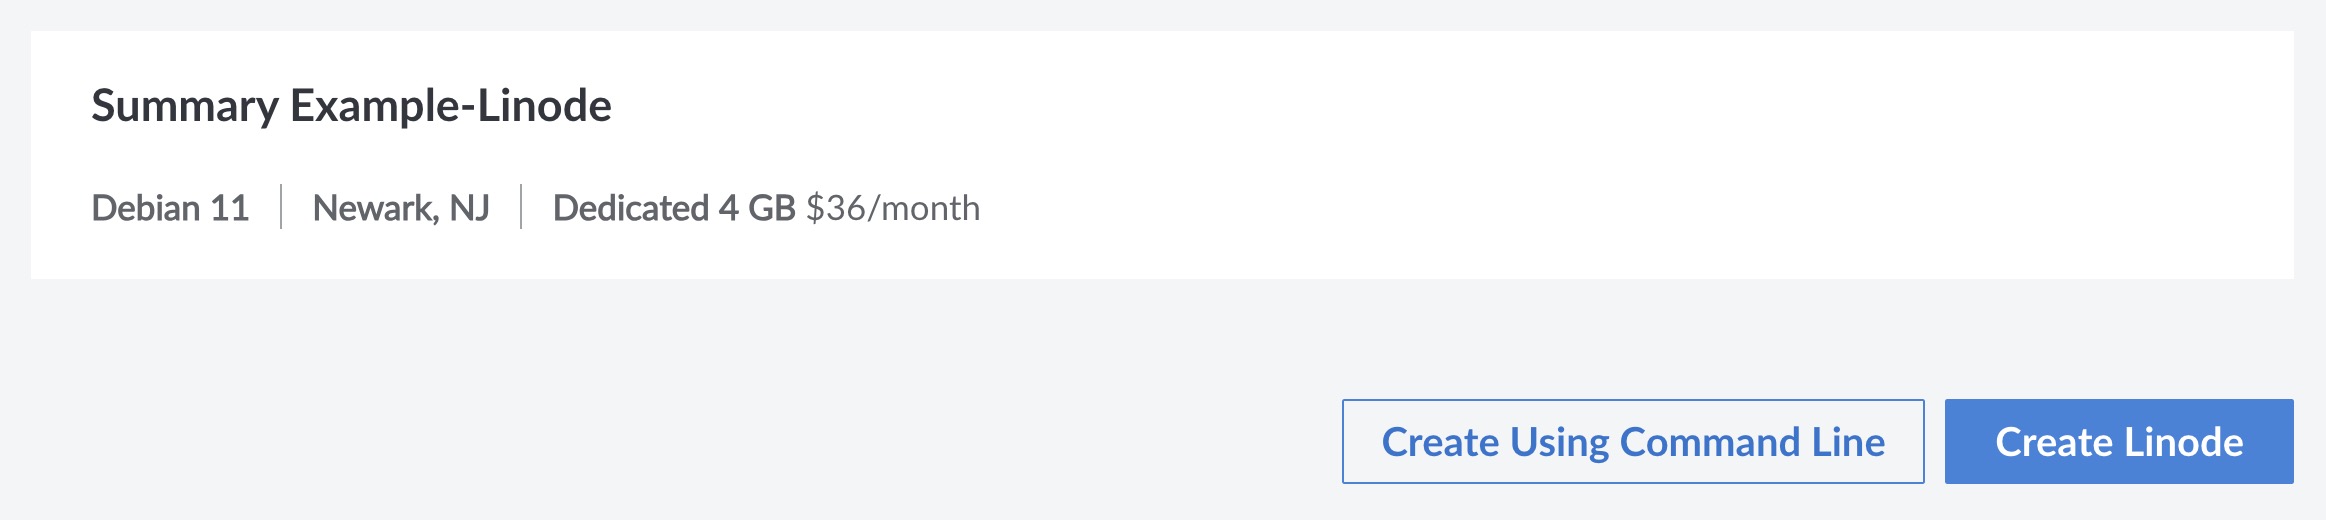 Summary Example-Linode
Debian 11 Newark, NJ Dedicated 4 GB $36/month
Create Using Command Line Create Linode